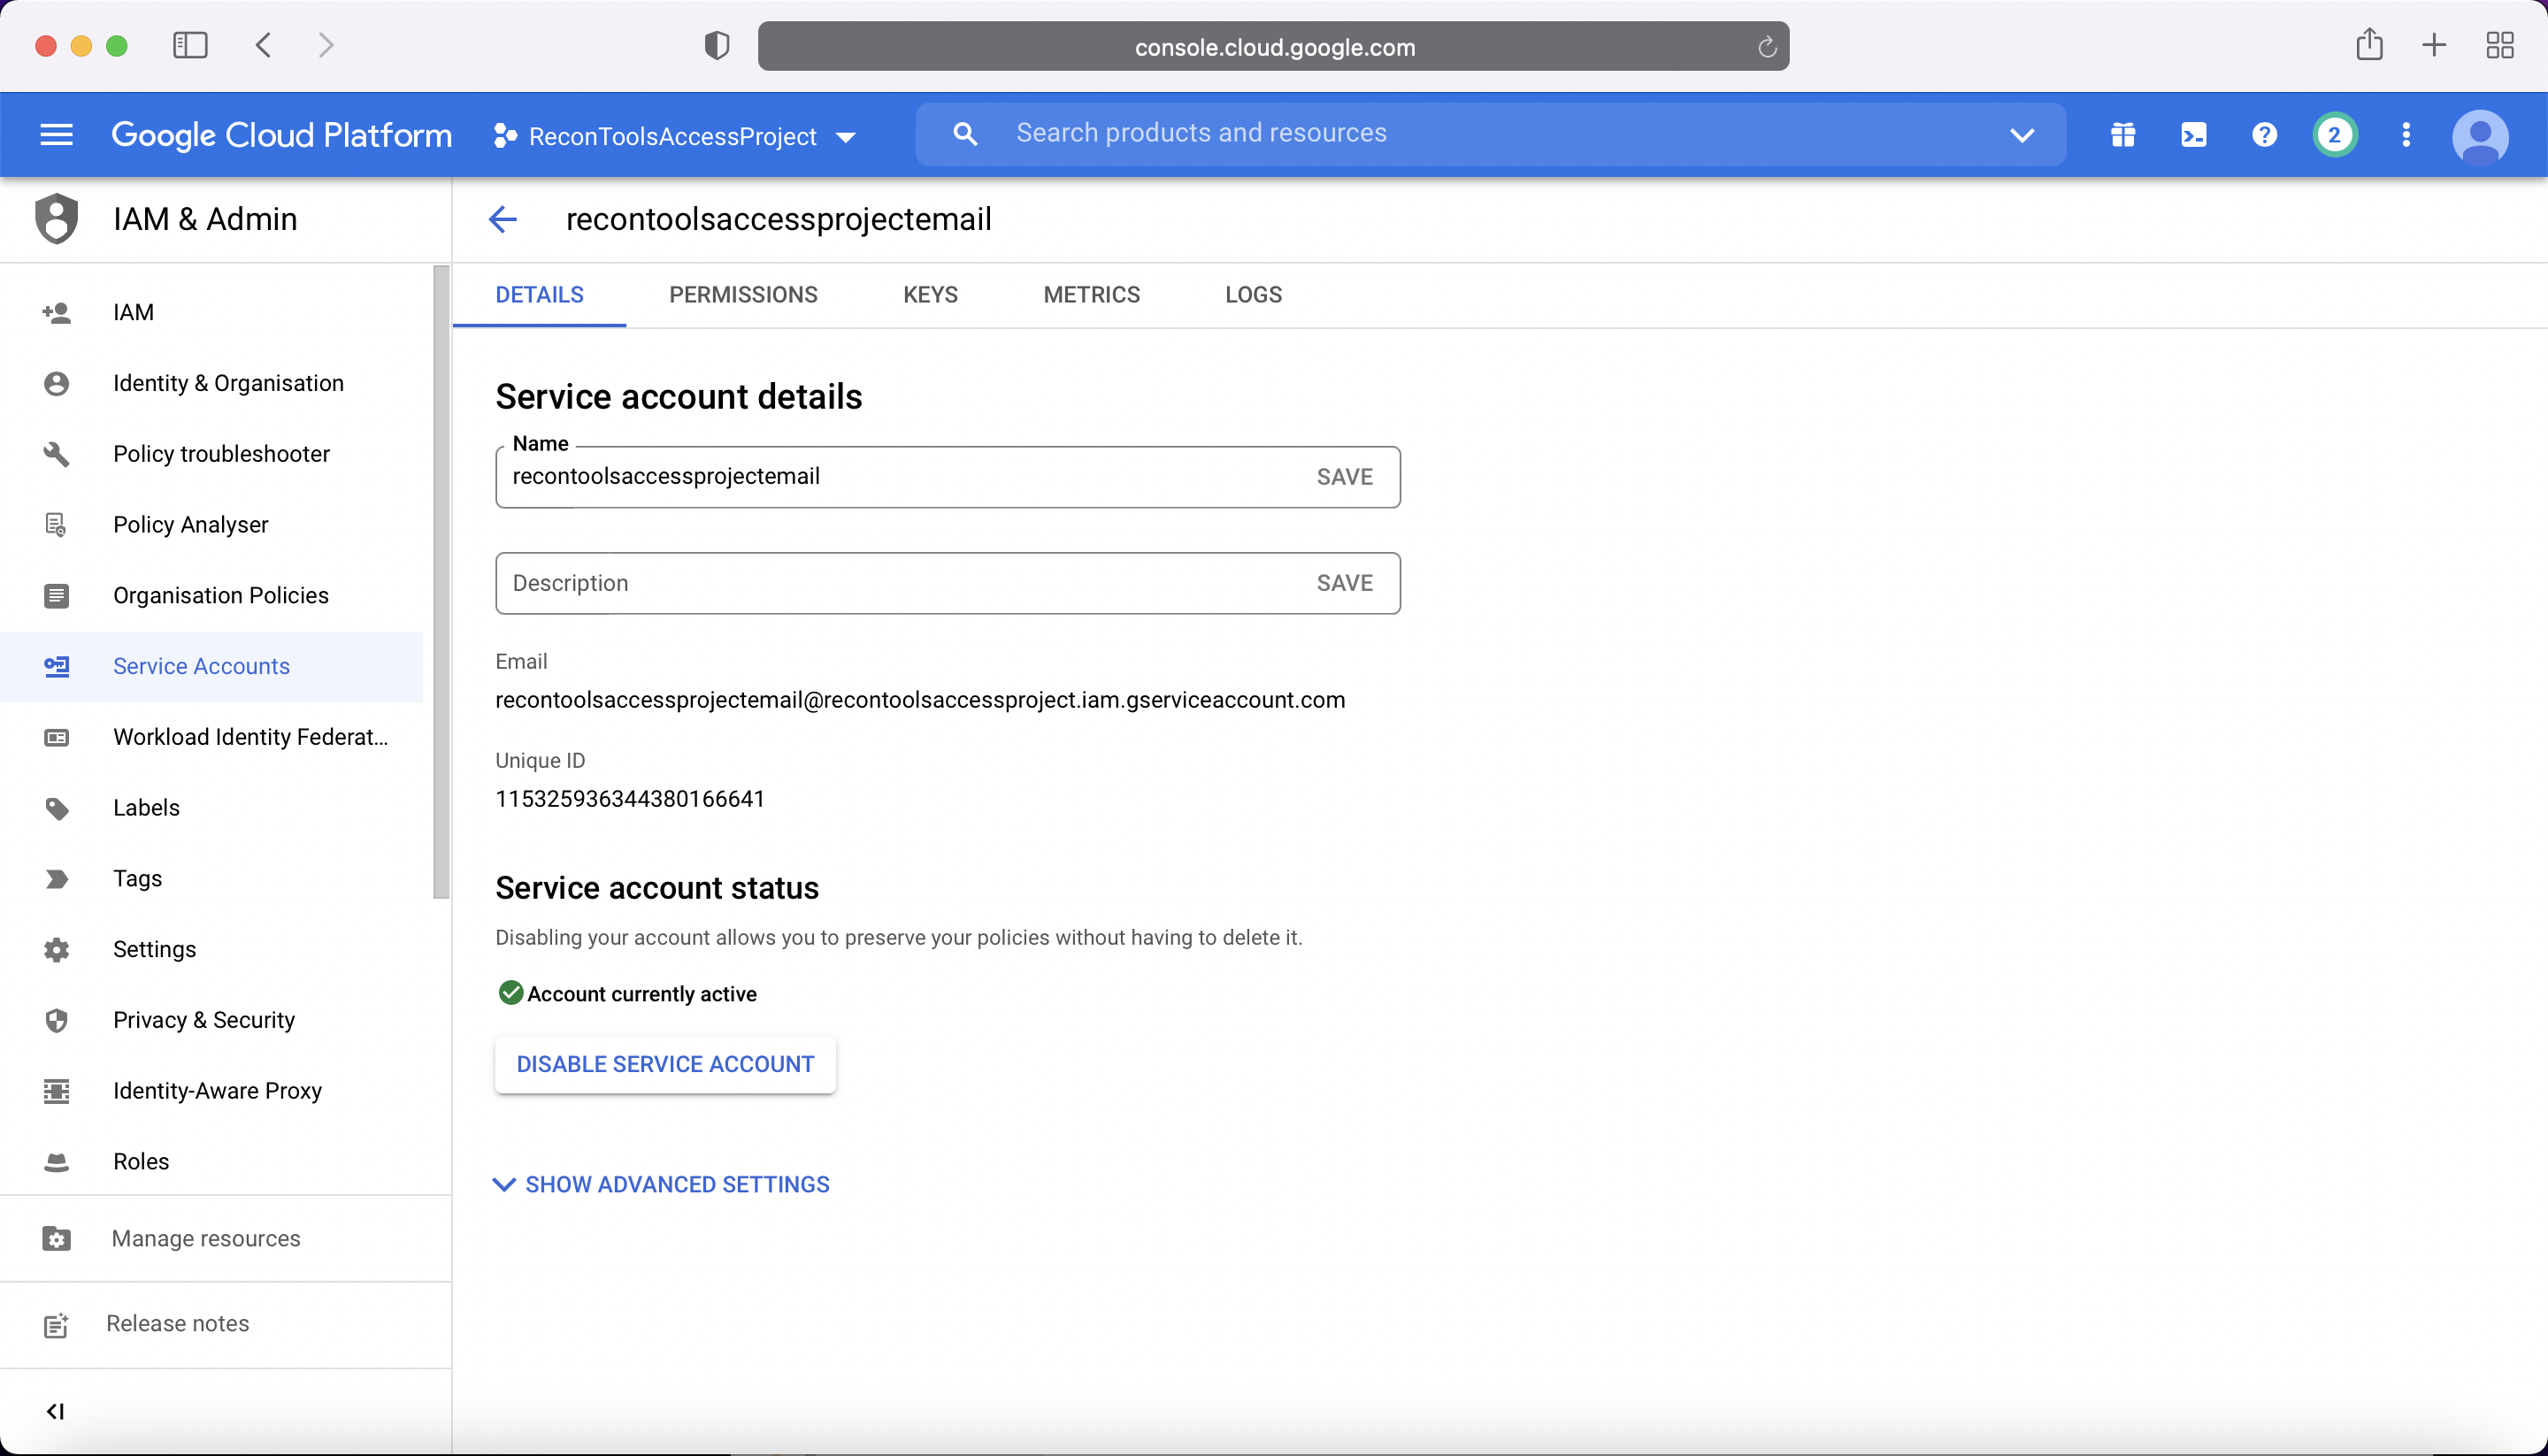 console.cloud.google.com
Google Cloud Platform
ReconToolsAccessProject
Search products and resources
2
IAM & Admin
recontoolsaccessprojectemail
DETAILS PERMISSIONS KEYS METRICS LOGS
IAM
Identity & Organisation
Policy troubleshooter
Policy Analyser
Organisation Policies
Service Accounts
Workload Identity Federat...
Labels
Tags
Settings
Privacy & Security
Identity-Aware Proxy
Roles
Manage resources
Release notes
Service account details
Name
recontoolsaccessprojectemail SAVE
Description SAVE
Email
recontoolsaccessprojectemail@recontoolsaccessproject.iam.gserviceaccount.com
Unique ID
115325936344380166641
Service account status
Disabling your account allows you to preserve your policies without having to delete it.
Account currently active
DISABLE SERVICE ACCOUNT
SHOW ADVANCED SETTINGS